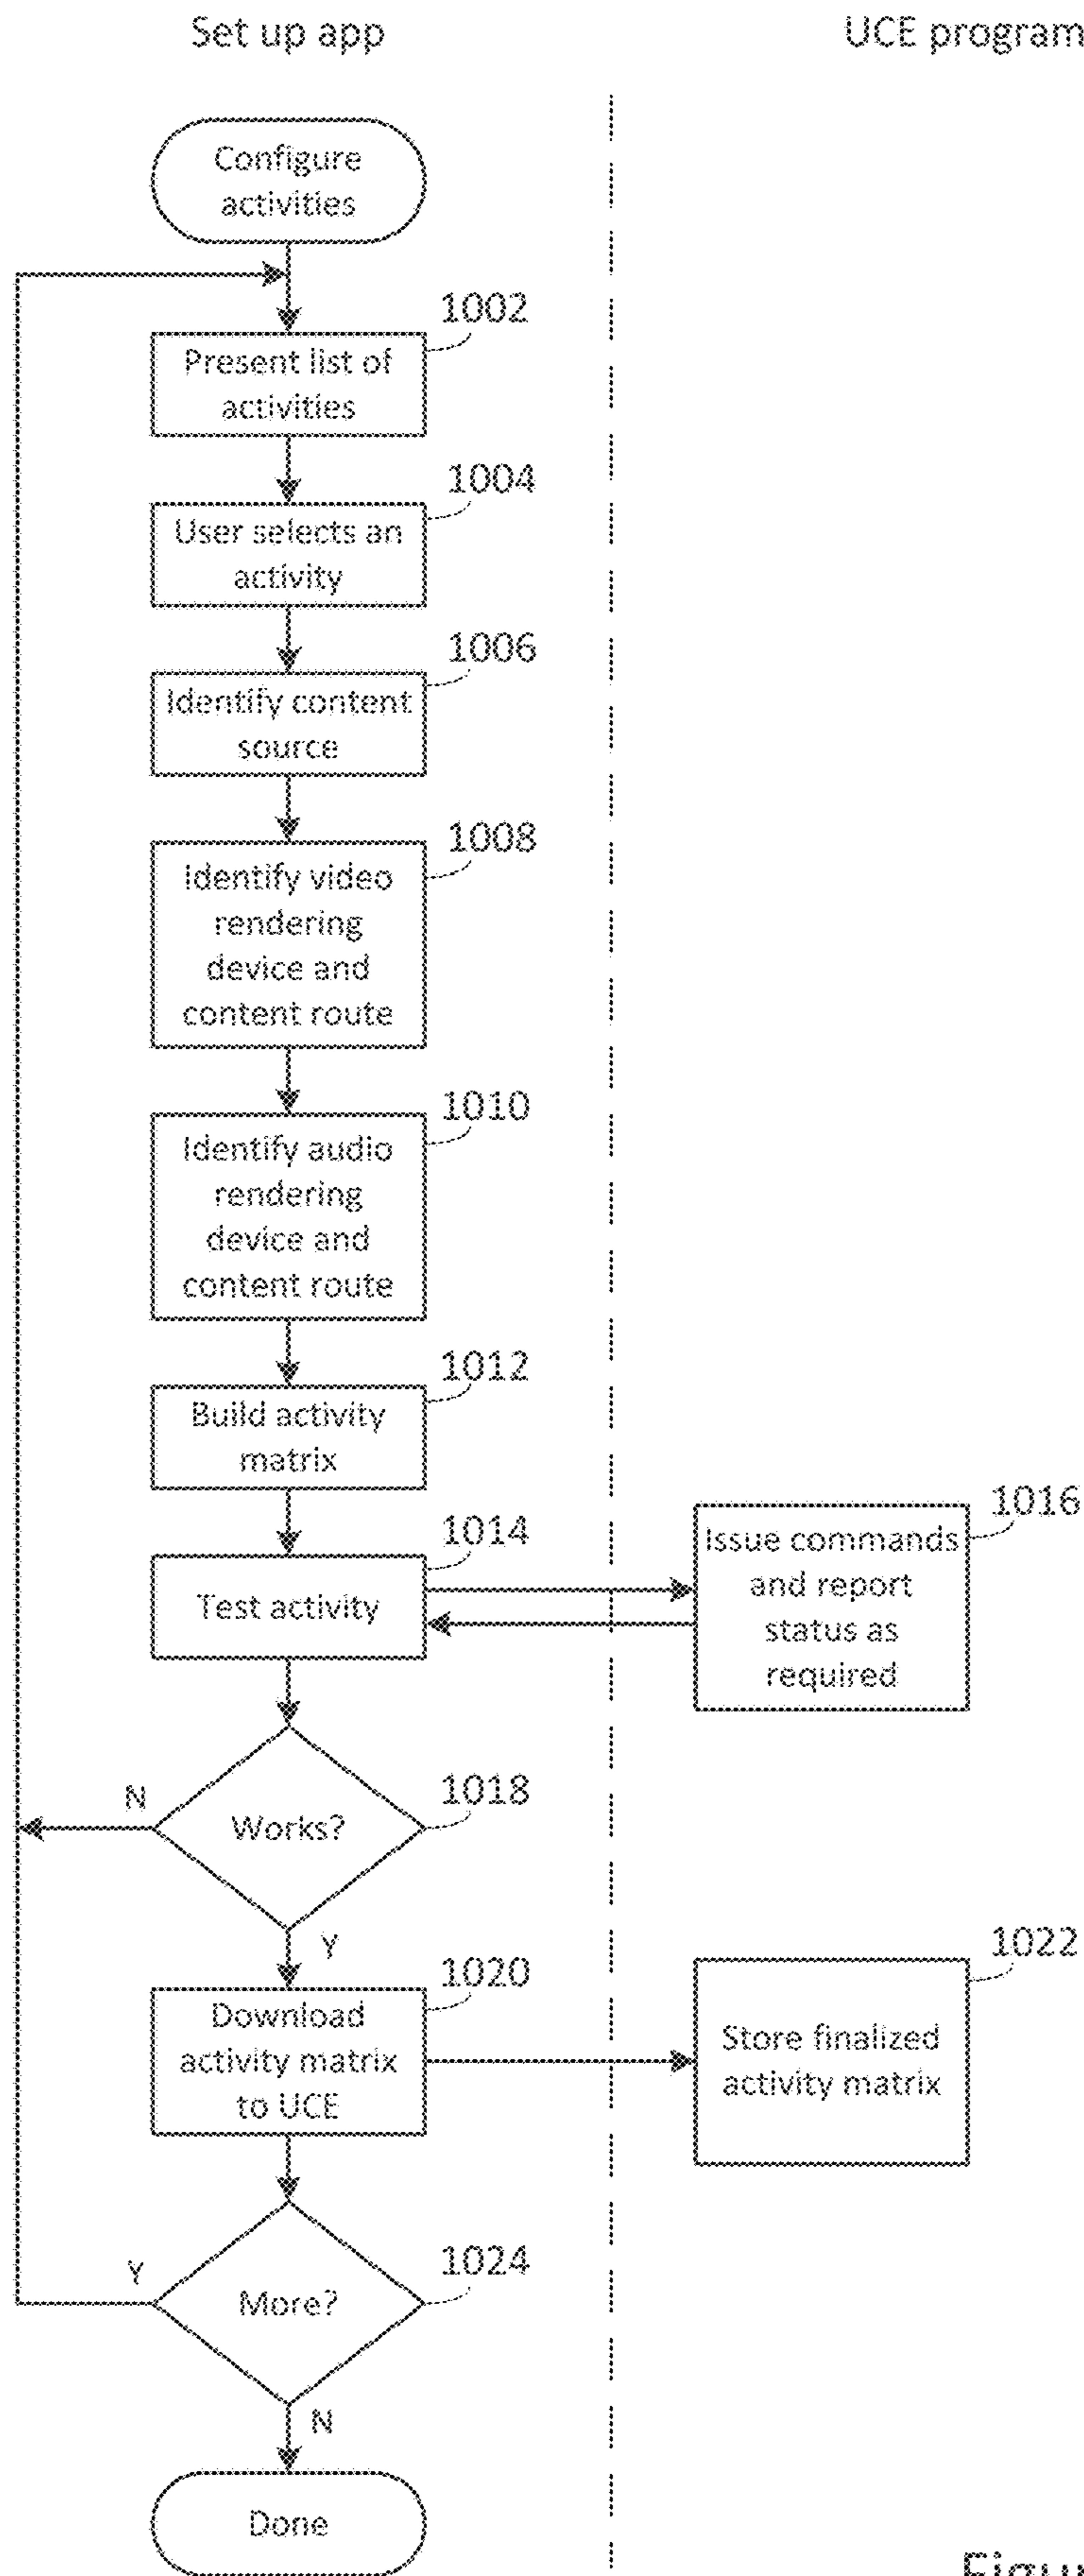 Set up app
UCE program
Configure
activities
1002
Present list of
activities
1004
User selects an
activity
1006
Identify content
source
1008
Identify video
rendering
device and
content route
1010
Identify audio
rendering
device and
content route
1012
Build activity
matrix
1014
Test activity
1016
Issue commands
and report
status as
required
N
Works?
1018
Y
1020
Download
activity matrix
to UCE
1022
Store finalized
activity matrix
Y
More?
1024
N
Done